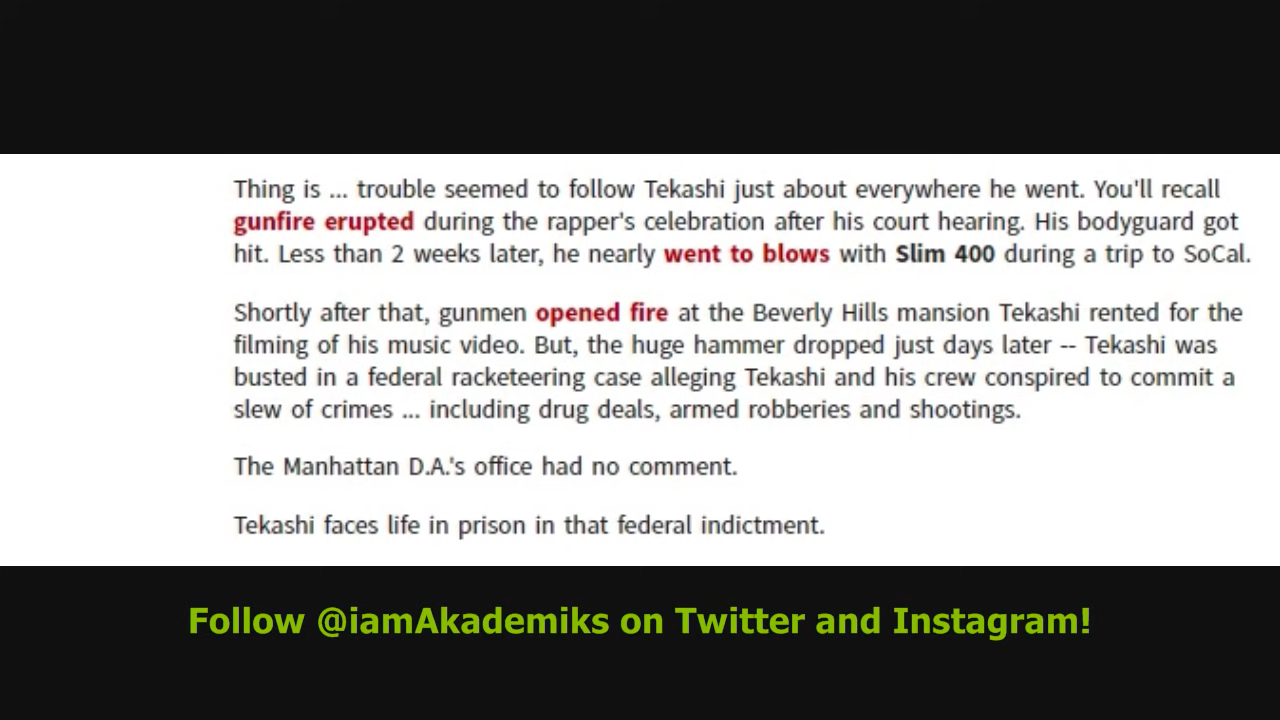 Thing is ... trouble seemed to follow Tekashi just about everywhere he went. You'll recall
gunfire erupted during the rapper's celebration after his court hearing. His bodyguard got
hit. Less than 2 weeks later, he nearly went to blows with Slim 400 during a trip to SoCal.
Shortly after that, gunmen opened fire at the Beverly Hills mansion Tekashi rented for the
filming of his music video. But, the huge hammer dropped just days later -- Tekashi was
busted in a federal racketeering case alleging Tekashi and his crew conspired to commit a
slew of crimes ... including drug deals, armed robberies and shootings.
The Manhattan D.A.'s office had no comment.
Tekashi faces life in prison in that federal indictment.
Follow @iamAkademiks on Twitter and Instagram!